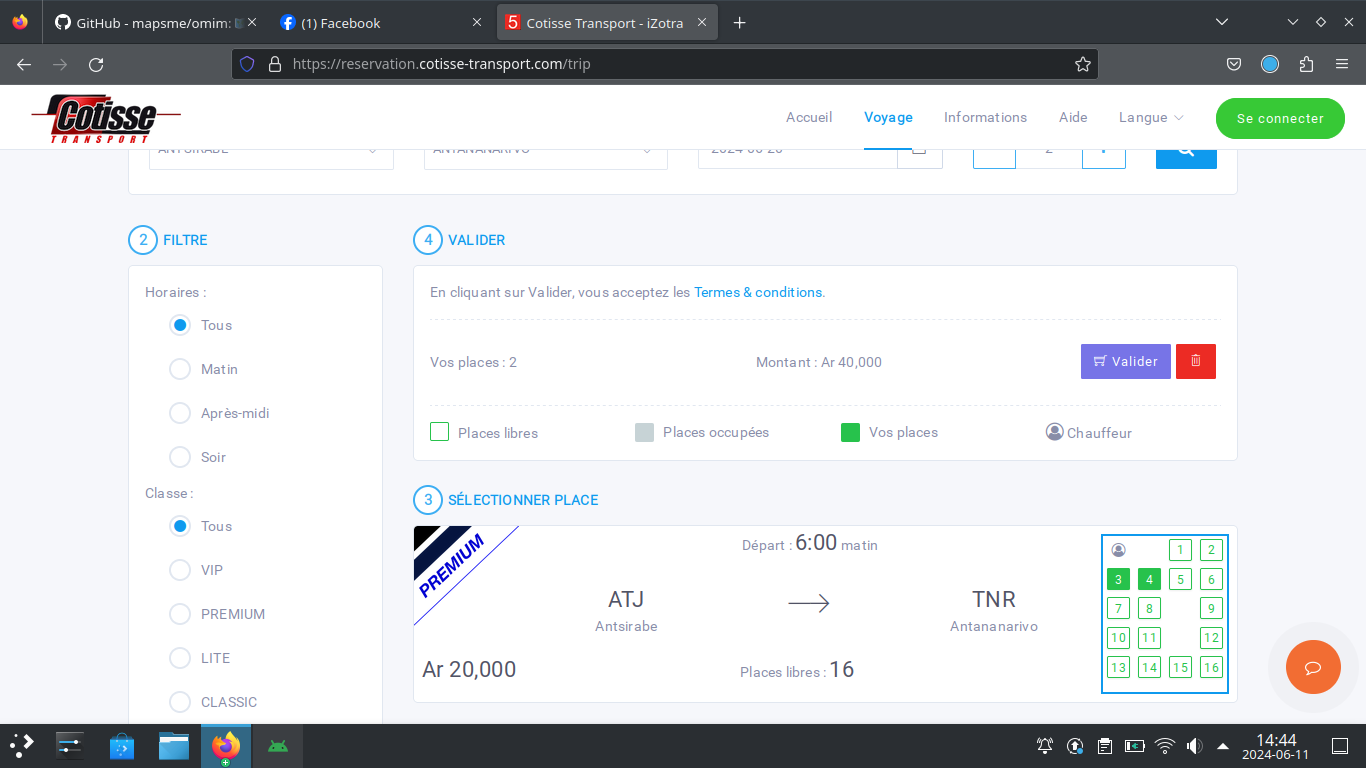 GitHub - mapsme/omim:
(1) Facebook
Cotisse Transport - iZotra
https://reservation.cotisse-transport.com/trip
Cotisse
TRANSPORT
Accueil
Voyage
Informations
Aide
Langue
Se connecter
ANTSIRABE
ANTANANARIVO
2
2 FILTRE
Horaires :
Tous
Matin
Après-midi
Soir
Classe :
Tous
VIP
PREMIUM
LITE
CLASSIC
4 VALIDER
En cliquant sur Valider, vous acceptez les Termes & conditions.
Vos places : 2
Montant : Ar 40,000
Valider
Places libres
Places occupées
Vos places
Chauffeur
3 SÉLECTIONNER PLACE
PREMIUM
Départ : 6:00 matin
ATJ
Antsirabe
TNR
Antananarivo
Ar 20,000
Places libres : 16
1 2
3 4 5 6
7 8 9
10 11 12
13 14 15 16
14:44
2024-06-11